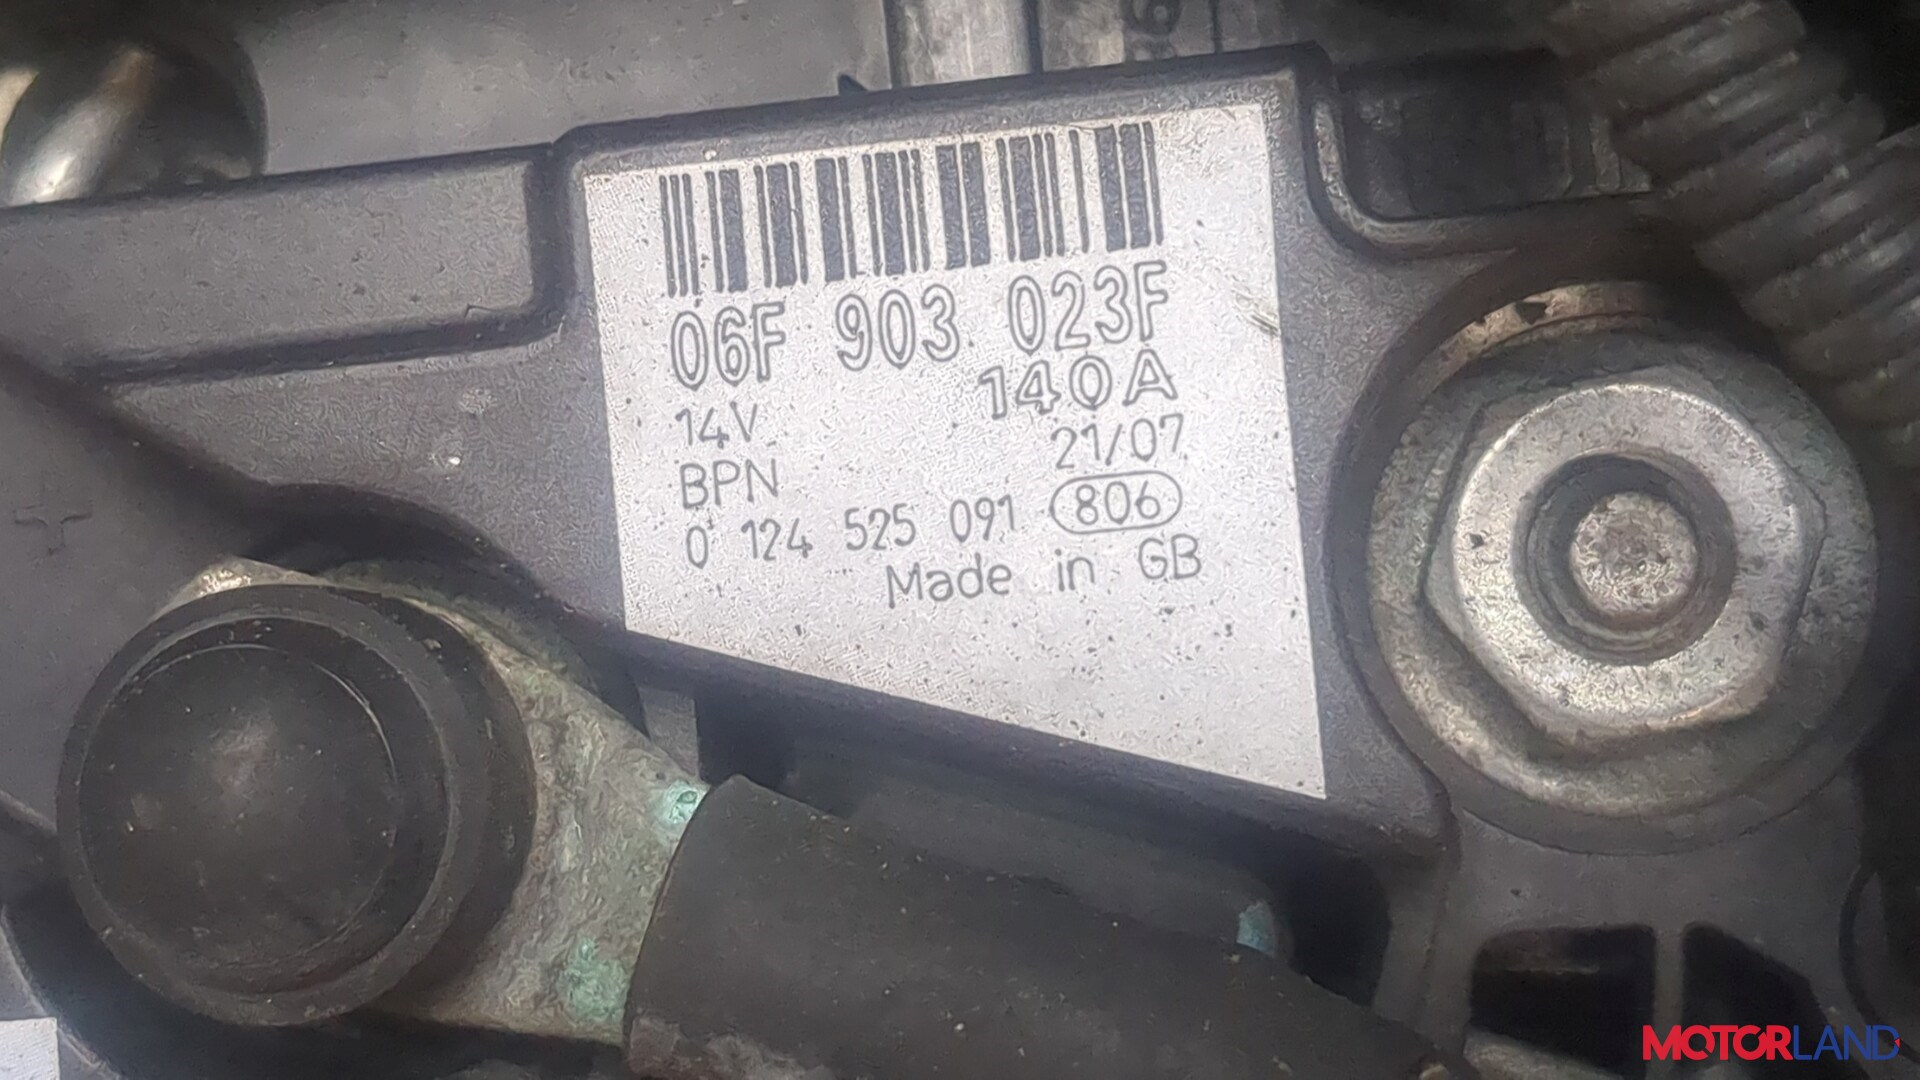 06F 903 023F
14V 140A
BPN 21/07
0 124 525 091 806
Made in GB
MOTORLAND